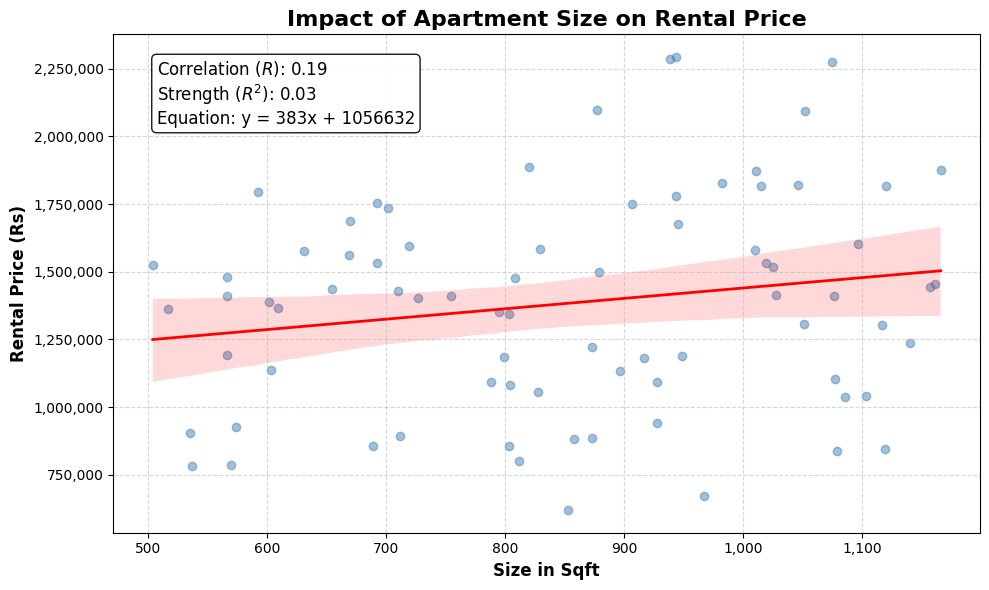 Impact of Apartment Size on Rental Price
Correlation (R): 0.19
Strength (R²): 0.03
Equation: y = 383x + 1056632
Rental Price (Rs)
2,250,000
2,000,000
1,750,000
1,500,000
1,250,000
1,000,000
750,000
500 600 700 800 900 1,000 1,100
Size in Sqft